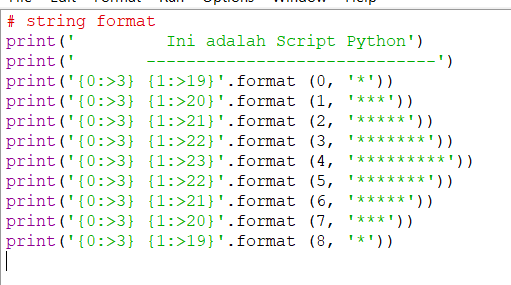 File Edit Format Run Options Window Help
# string format
print('         Ini adalah Script Python')
print('       -----------------------------')
print('{0:>3} {1:>19}'.format (0, '*'))
print('{0:>3} {1:>20}'.format (1, '***'))
print('{0:>3} {1:>21}'.format (2, '*****'))
print('{0:>3} {1:>22}'.format (3, '*******'))
print('{0:>3} {1:>23}'.format (4, '*********'))
print('{0:>3} {1:>22}'.format (5, '*******'))
print('{0:>3} {1:>21}'.format (6, '*****'))
print('{0:>3} {1:>20}'.format (7, '***'))
print('{0:>3} {1:>19}'.format (8, '*'))